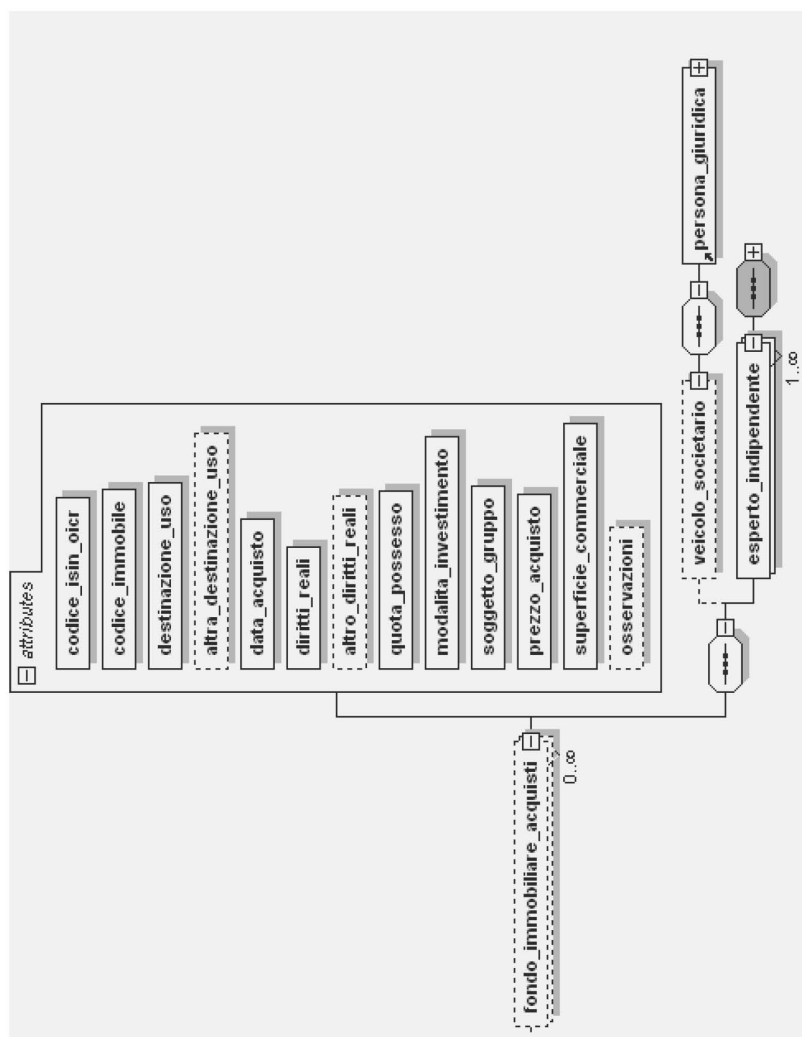 attributes
codice_isin_oicr
codice_immobile
destinazione_uso
altra_destinazione_uso
data_acquisto
diritti_reali
altro_diritti_reali
quota_possesso
modalita_investimento
soggetto_gruppo
prezzo_acquisto
superficie_commerciale
osservazioni
fondo_immobiliare_acquisti
0..∞
veicolo_societario
persona_giuridica
esperto_indipendente
1..∞